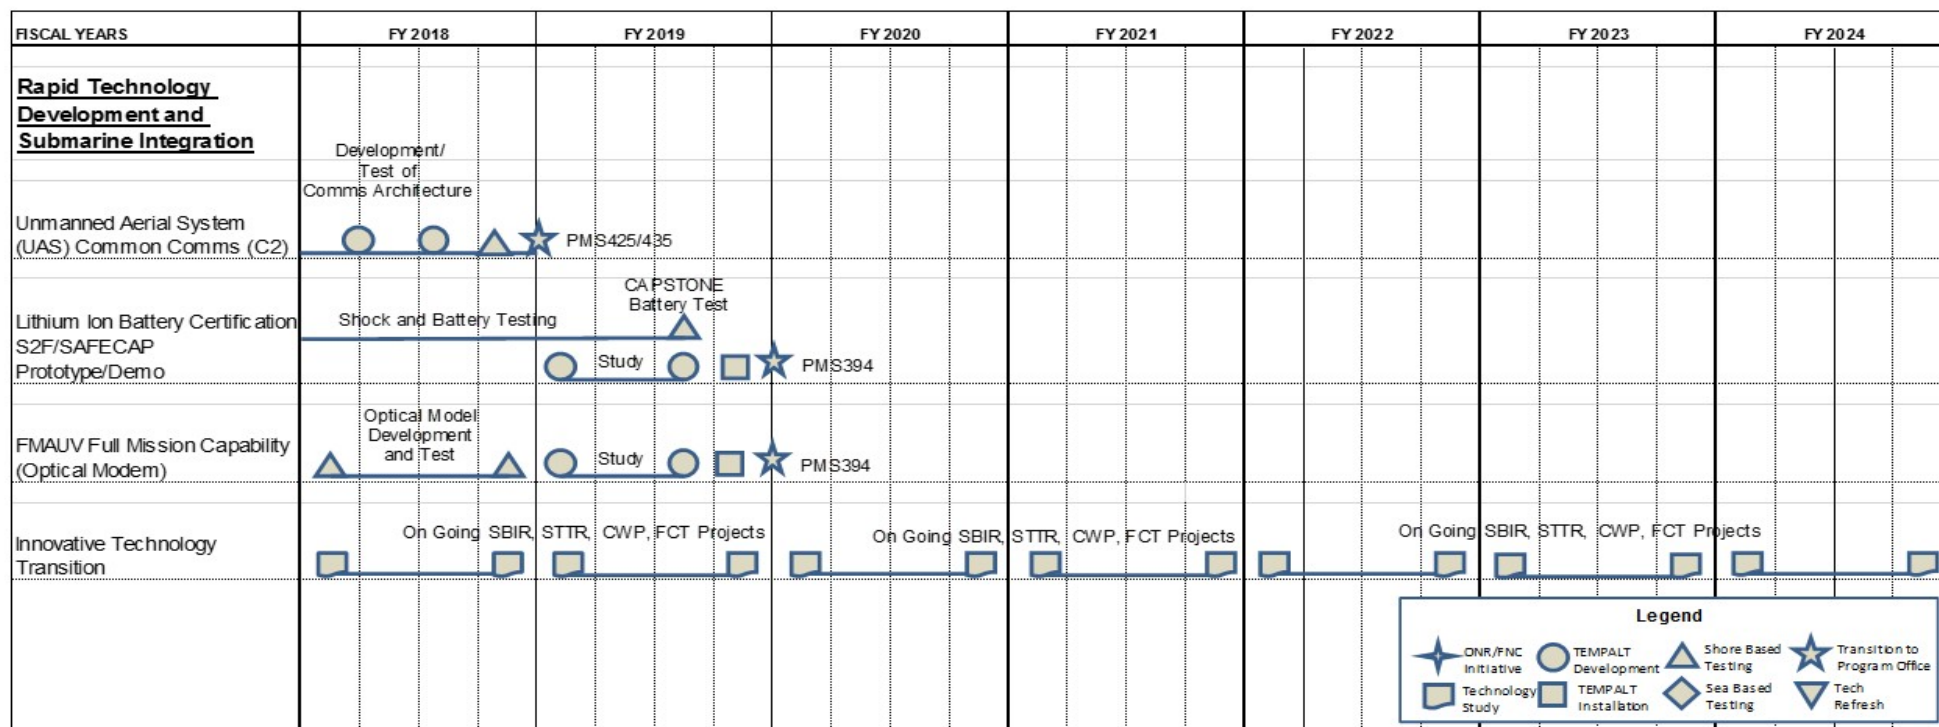 FISCAL YEARS FY 2018 FY 2019 FY 2020 FY 2021 FY 2022 FY 2023 FY 2024
Rapid Technology
Development and
Submarine Integration
Development/
Test of
Comms Architecture
Unmanned Aerial System
(UAS) Common Comms (C2)
PMS425/435
CAPSTONE
Battery Test
Lithium Ion Battery Certification
S2F/SAFECAP
Prototype/Demo
Shock and Battery Testing
Study
PMS394
Optical Model
Development
and Test
FMAUV Full Mission Capability
(Optical Modem)
Study
PMS394
Innovative Technology
Transition
On Going SBIR, STTR, CWP, FCT Projects
On Going SBIR, STTR, CWP, FCT Projects
On Going SBIR, STTR, CWP, FCT Projects
Legend
ONR/FNC
Initiative
TEMPALT
Development
Shore Based
Testing
Transition to
Program Office
Technology
Study
TEMPALT
Installation
Sea Based
Testing
Tech
Refresh